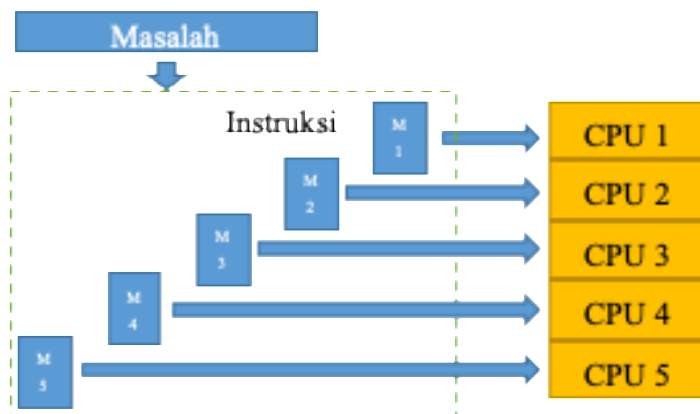 Masalah
Instruksi
M
1
CPU 1
M
2
CPU 2
M
3
CPU 3
M
4
CPU 4
M
5
CPU 5